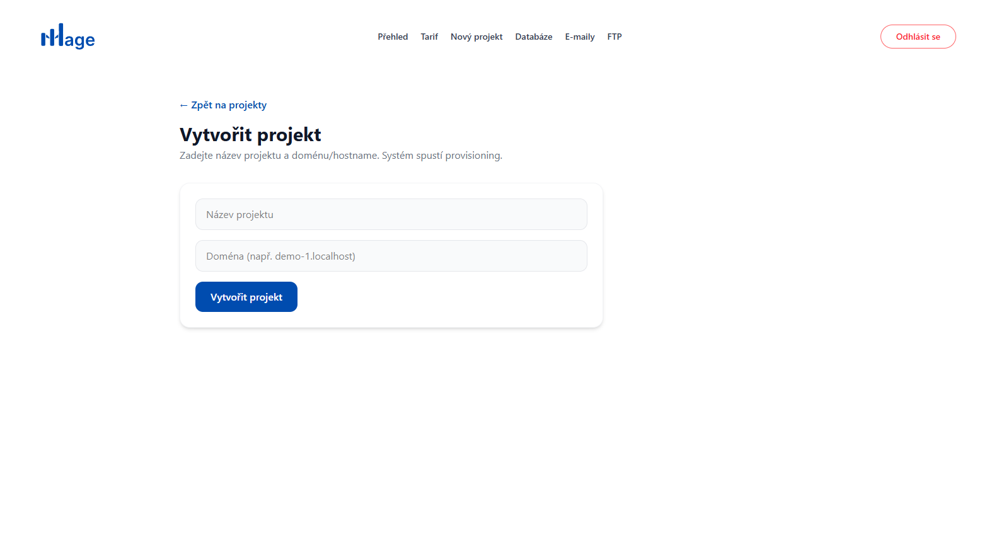 mage
Přehled Tarif Nový projekt Databáze E-maily FTP
Odhlásit se
← Zpět na projekty
Vytvořit projekt
Zadejte název projektu a doménu/hostname. Systém spustí provisioning.
Název projektu
Doména (např. demo-1.localhost)
Vytvořit projekt